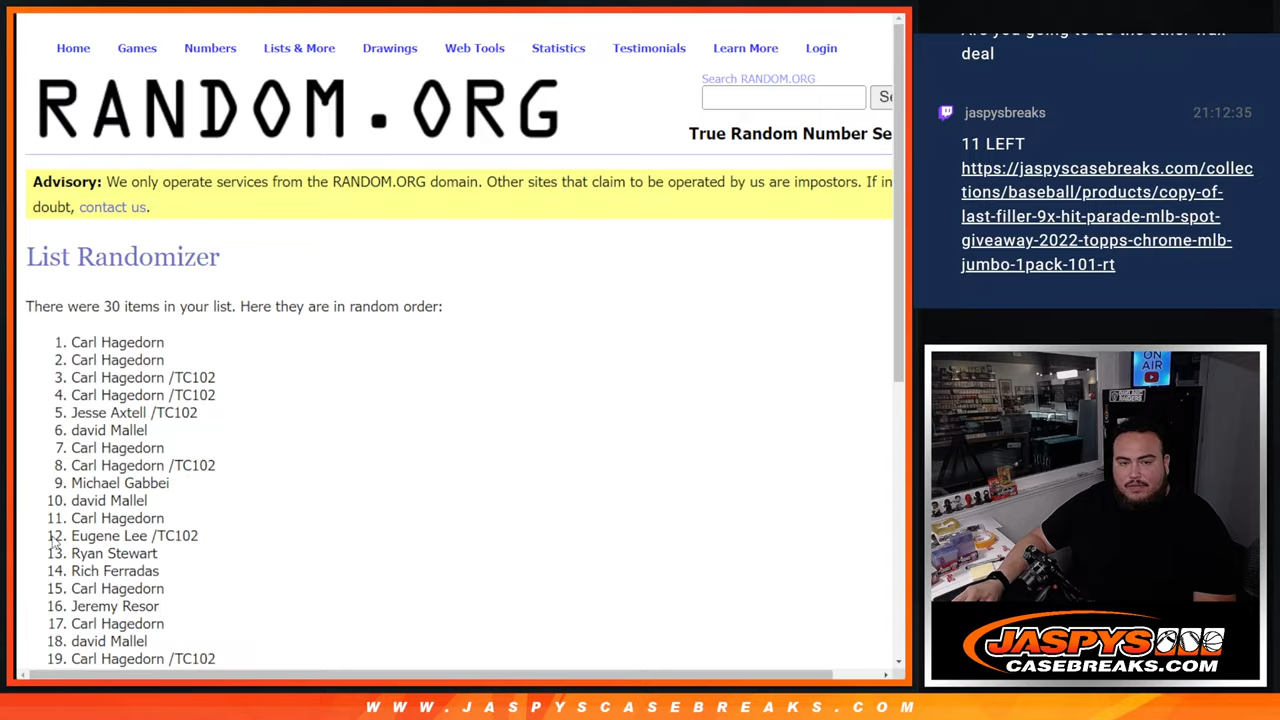 Home Games Numbers Lists & More Drawings Web Tools Statistics Testimonials Learn More Login
RANDOM.ORG
Search RANDOM.ORG
Se
True Random Number Se
Advisory: We only operate services from the RANDOM.ORG domain. Other sites that claim to be operated by us are impostors. If in
doubt, contact us.
List Randomizer
There were 30 items in your list. Here they are in random order:
1. Carl Hagedorn
2. Carl Hagedorn
3. Carl Hagedorn /TC102
4. Carl Hagedorn /TC102
5. Jesse Axtell /TC102
6. david Mallel
7. Carl Hagedorn
8. Carl Hagedorn /TC102
9. Michael Gabbei
10. david Mallel
11. Carl Hagedorn
12. Eugene Lee /TC102
13. Ryan Stewart
14. Rich Ferradas
15. Carl Hagedorn
16. Jeremy Resor
17. Carl Hagedorn
18. david Mallel
19. Carl Hagedorn /TC102
deal
jaspysbreaks 21:12:35
11 LEFT
https://jaspyscasebreaks.com/collec
tions/baseball/products/copy-of-
last-filler-9x-hit-parade-mlb-spot-
giveaway-2022-topps-chrome-mlb-
jumbo-1pack-101-rt
ON
AIR
JASPYS
CASEBREAKS.COM
WWW.JASPYSCASEBREAKS.COM